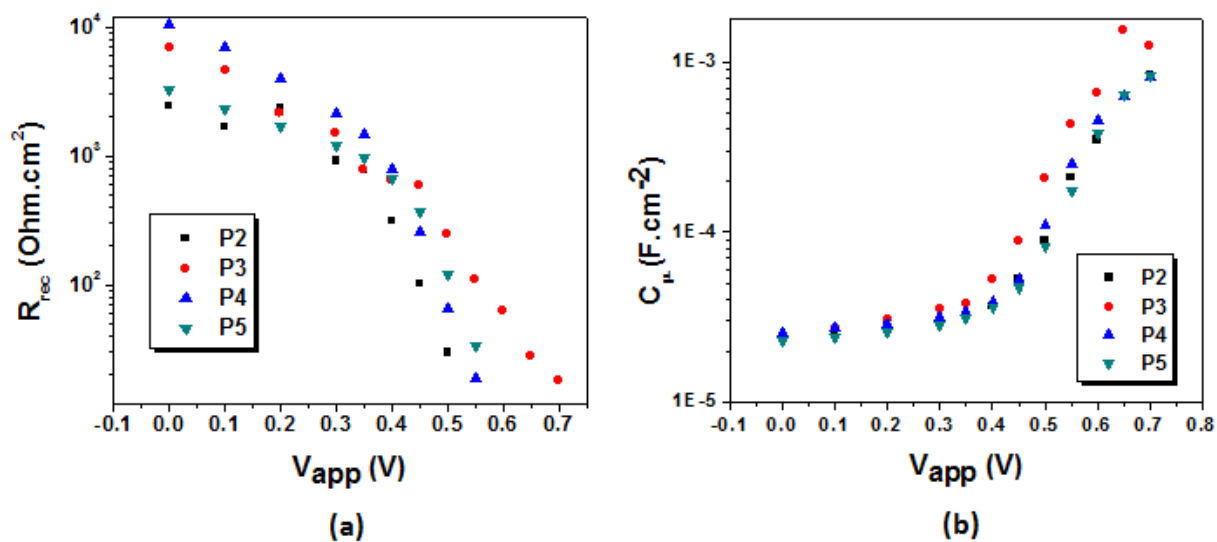 10⁴
10³
10²
R_rec (Ohm.cm²)
P2
P3
P4
P5
-0.1 0.0 0.1 0.2 0.3 0.4 0.5 0.6 0.7
V_app (V)
(a)
1E-3
1E-4
1E-5
C_μ (F.cm⁻²)
P2
P3
P4
P5
-0.1 0.0 0.1 0.2 0.3 0.4 0.5 0.6 0.7 0.8
V_app (V)
(b)